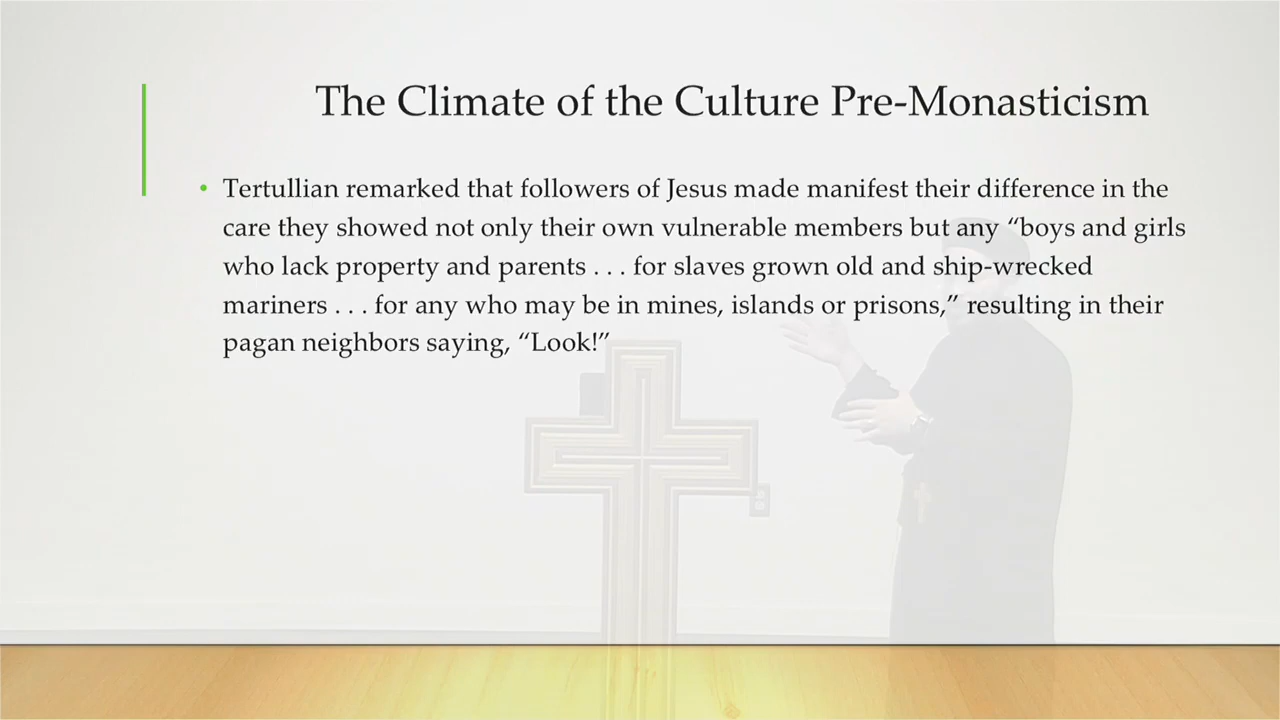 The Climate of the Culture Pre-Monasticism
• Tertullian remarked that followers of Jesus made manifest their difference in the
care they showed not only their own vulnerable members but any “boys and girls
who lack property and parents . . . for slaves grown old and ship-wrecked
mariners . . . for any who may be in mines, islands or prisons,” resulting in their
pagan neighbors saying, “Look!”